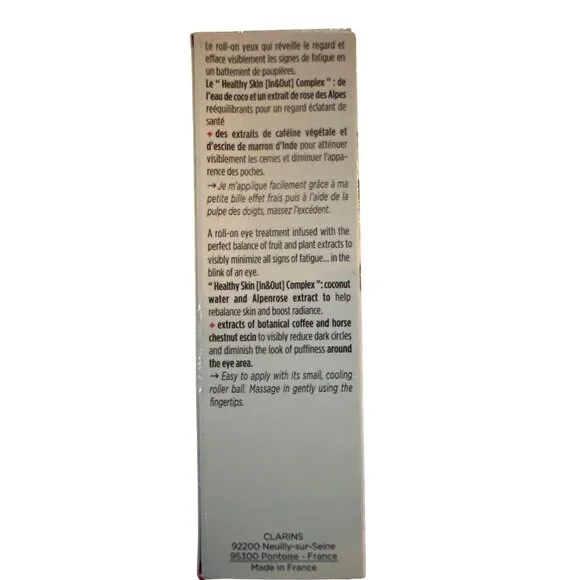 Le roll-on yeux qui réveille le regard et
efface visiblement les signes de fatigue en
un battement de paupières.
Le “ Healthy Skin [In&Out] Complex ” : de
l'eau de coco et un extrait de rose des Alpes
rééquilibrants pour un regard éclatant de
santé
+ des extraits de caféine végétale et
d'escine de marron d'Inde pour atténuer
visiblement les cernes et diminuer l'appa-
rence des poches.
→ Je m'applique facilement grâce à ma
petite bille effet frais puis à l'aide de la
pulpe des doigts, massez l'excédent.
A roll-on eye treatment infused with the
perfect balance of fruit and plant extracts to
visibly minimize all signs of fatigue... in the
blink of an eye.
“ Healthy Skin [In&Out] Complex ”: coconut
water and Alpenrose extract to help
rebalance skin and boost radiance.
+ extracts of botanical coffee and horse
chestnut escin to visibly reduce dark circles
and diminish the look of puffiness around
the eye area.
→ Easy to apply with its small, cooling
roller ball. Massage in gently using the
fingertips.
CLARINS
92200 Neuilly-sur-Seine
95300 Pontoise - France
Made in France